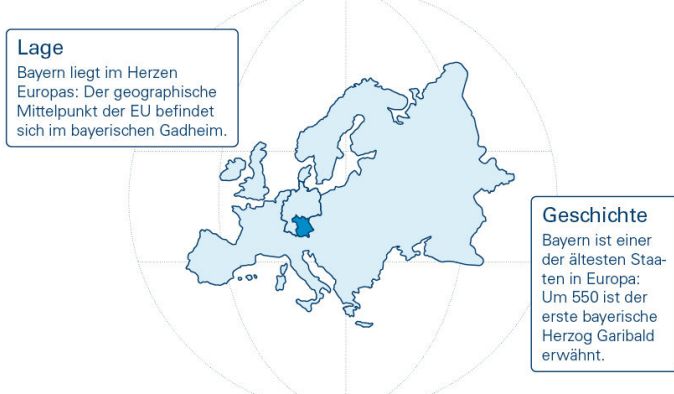 Lage
Bayern liegt im Herzen
Europas: Der geographische
Mittelpunkt der EU befindet
sich im bayerischen Gadheim.
Geschichte
Bayern ist einer
der ältesten Staa-
ten in Europa:
Um 550 ist der
erste bayerische
Herzog Garibald
erwähnt.